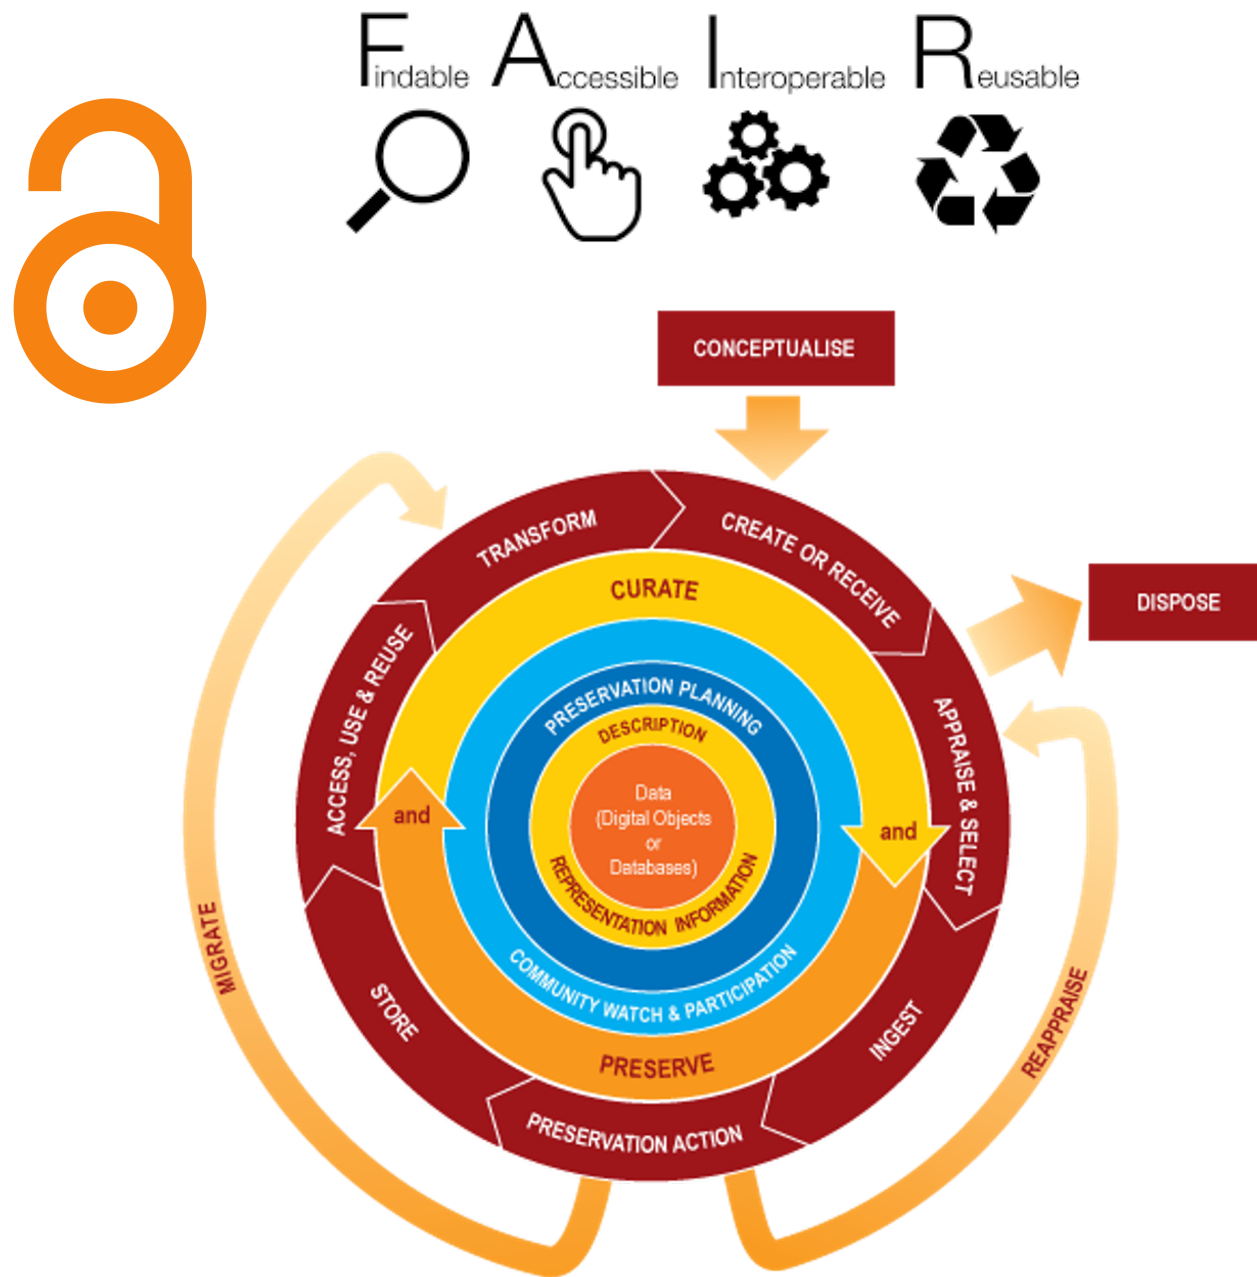 Findable Accessible Interoperable Reusable
CONCEPTUALISE
TRANSFORM
CREATE OR RECEIVE
CURATE
DISPOSE
ACCESS, USE & REUSE
PRESERVATION PLANNING
APPRAISE & SELECT
DESCRIPTION
Data
(Digital Objects
or
Databases)
and
and
REPRESENTATION INFORMATION
MIGRATE
COMMUNITY WATCH & PARTICIPATION
STORE
INGEST
REAPPRAISE
PRESERVE
PRESERVATION ACTION